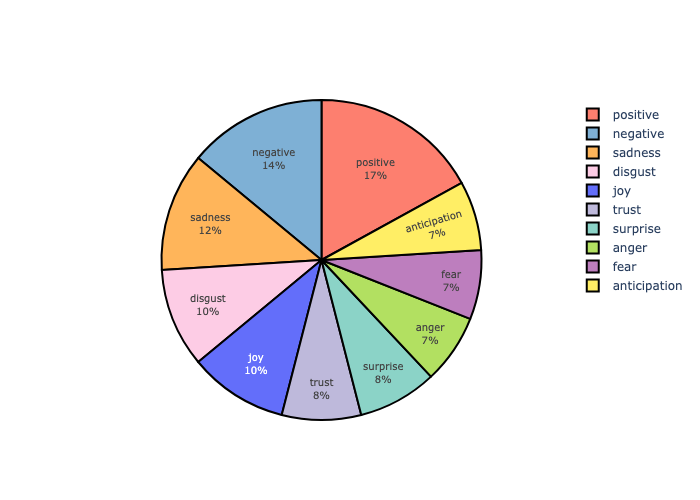 positive
17%
anticipation
7%
fear
7%
anger
7%
surprise
8%
trust
8%
joy
10%
disgust
10%
sadness
12%
negative
14%
positive
negative
sadness
disgust
joy
trust
surprise
anger
fear
anticipation